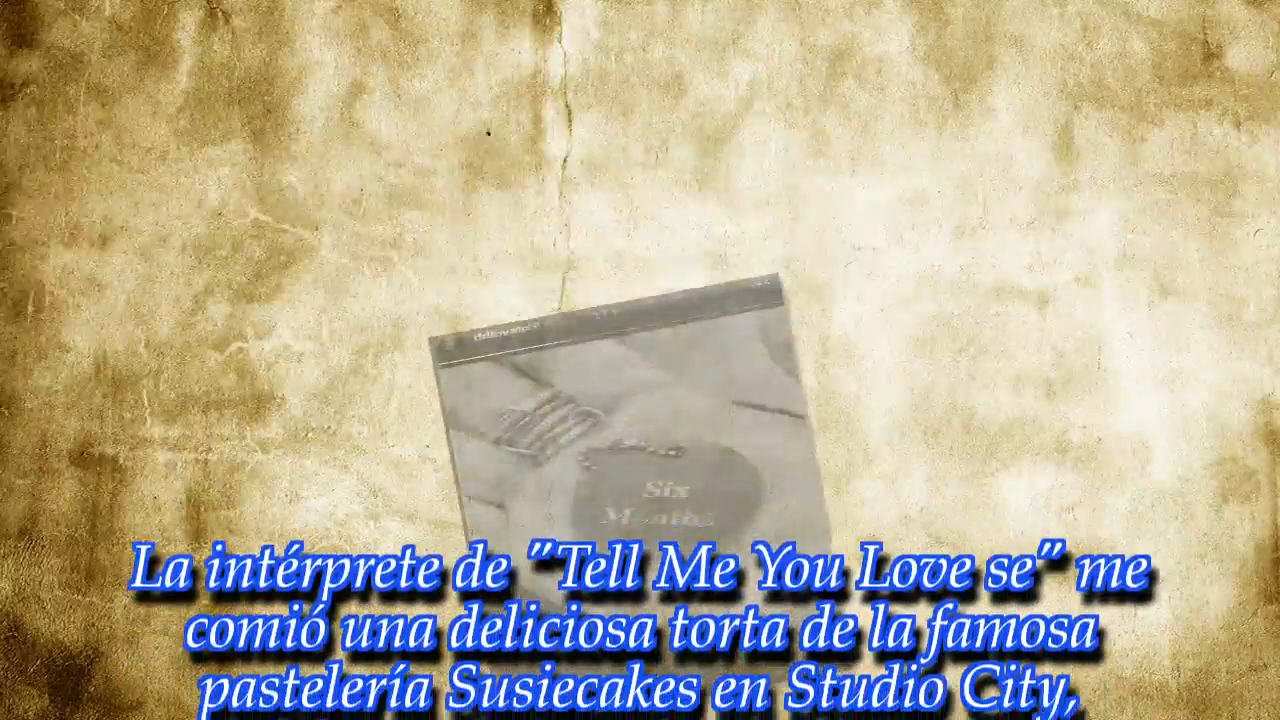 Six
Months
La intérprete de "Tell Me You Love se" me
comió una deliciosa torta de la famosa
pastelería Susiecakes en Studio City,